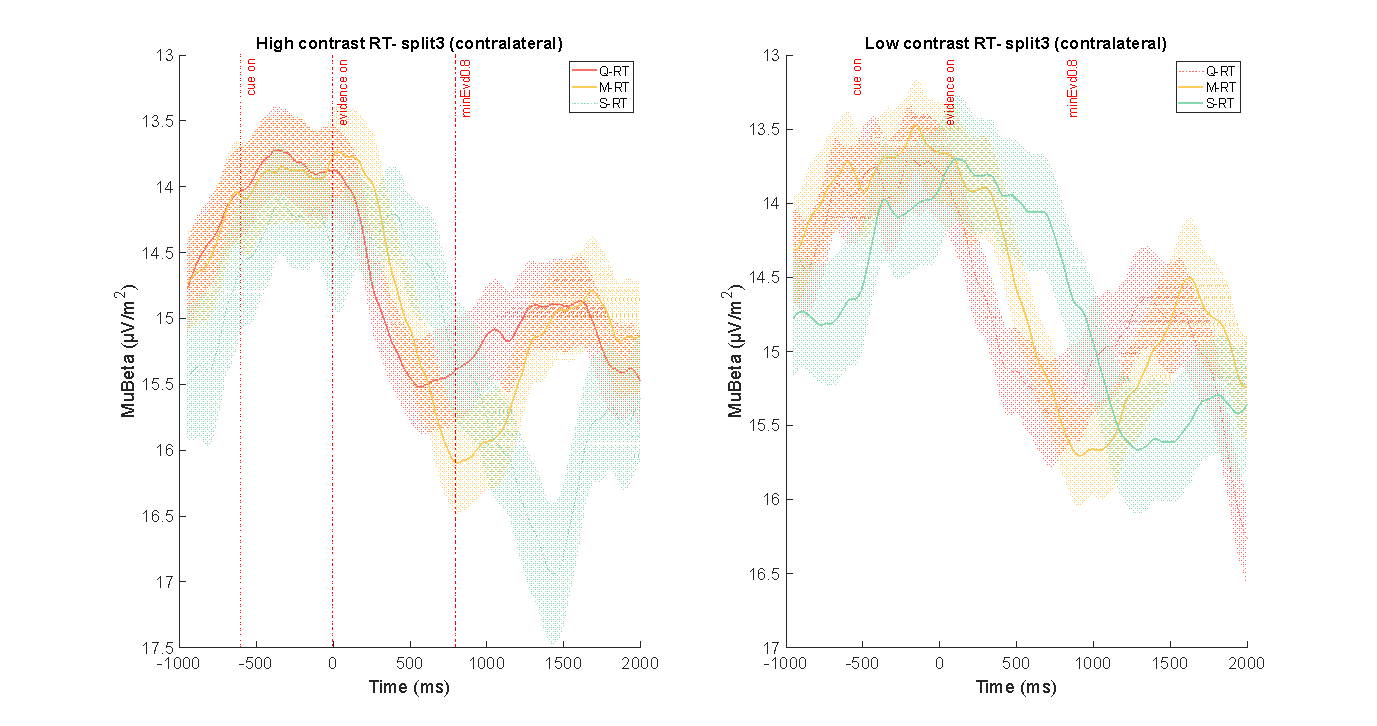 High contrast RT- split3 (contralateral)
13
13.5
14
14.5
15
15.5
16
16.5
17
17.5
MuBeta (µV/m²)
-1000
-500
0
500
1000
1500
2000
Time (ms)
cue on
evidence on
minEvd0.8
Q-RT
M-RT
S-RT
Low contrast RT- split3 (contralateral)
13
13.5
14
14.5
15
15.5
16
16.5
17
MuBeta (µV/m²)
-1000
-500
0
500
1000
1500
2000
Time (ms)
cue on
evidence on
minEvd0.8
Q-RT
M-RT
S-RT